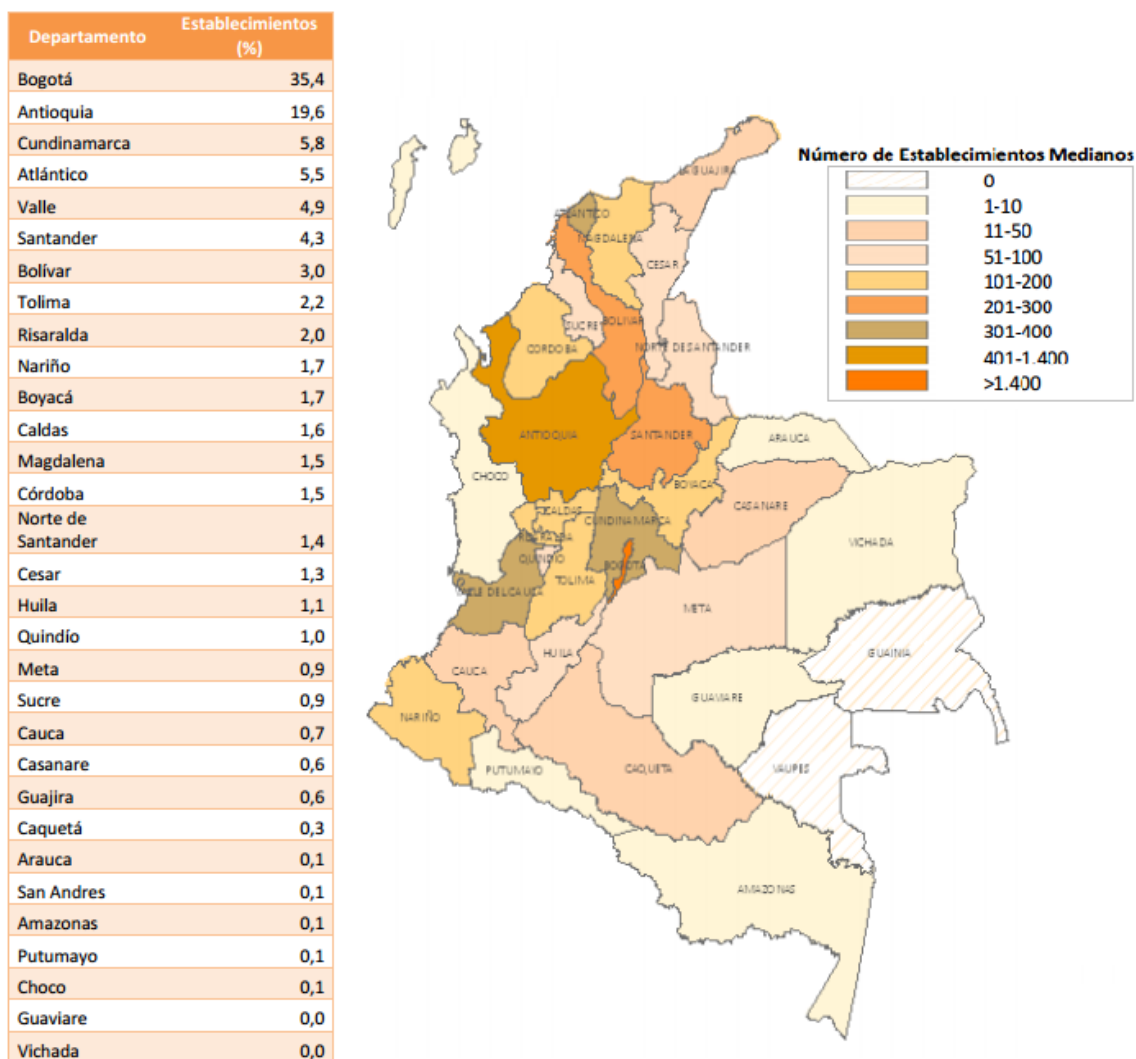 Departamento Establecimientos
(%)
Bogotá 35,4
Antioquia 19,6
Cundinamarca 5,8
Atlántico 5,5
Valle 4,9
Santander 4,3
Bolívar 3,0
Tolima 2,2
Risaralda 2,0
Nariño 1,7
Boyacá 1,7
Caldas 1,6
Magdalena 1,5
Córdoba 1,5
Norte de
Santander 1,4
Cesar 1,3
Huila 1,1
Quindío 1,0
Meta 0,9
Sucre 0,9
Cauca 0,7
Casanare 0,6
Guajira 0,6
Caquetá 0,3
Arauca 0,1
San Andres 0,1
Amazonas 0,1
Putumayo 0,1
Choco 0,1
Guaviare 0,0
Vichada 0,0
Número de Establecimientos Medianos
0
1-10
11-50
51-100
101-200
201-300
301-400
401-1.400
>1.400
LA GUAJIRA
ATLANTICO
MAGDALENA
CESAR
SUCRE
BOLIVAR
CORDOBA
NORTE DE SANTANDER
ANTIOQUIA
SANTANDER
ARAUCA
CHOCO
BOYACA
CASANARE
CALDAS
CUNDINAMARCA
RISARALDA
VICHADA
QUINDIO
BOGOTÁ
TOLIMA
VALLE DEL CAUCA
META
HUILA
GUAINIA
CAUCA
GUAVIARE
NARIÑO
PUTUMAYO
CAQUETA
VAUPES
AMAZONAS